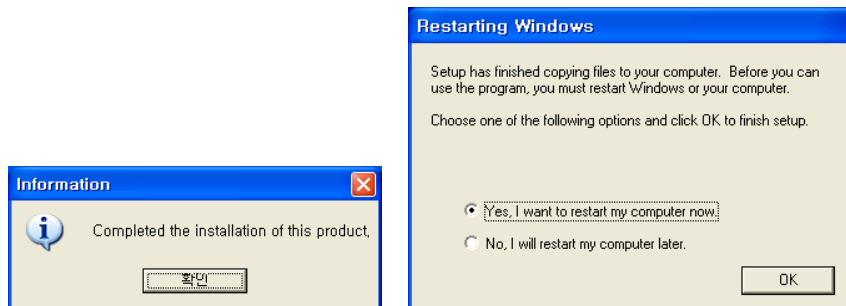 Information
Completed the installation of this product,
확인
Restarting Windows
Setup has finished copying files to your computer. Before you can
use the program, you must restart Windows or your computer.
Choose one of the following options and click OK to finish setup.
Yes, I want to restart my computer now.
No, I will restart my computer later.
OK